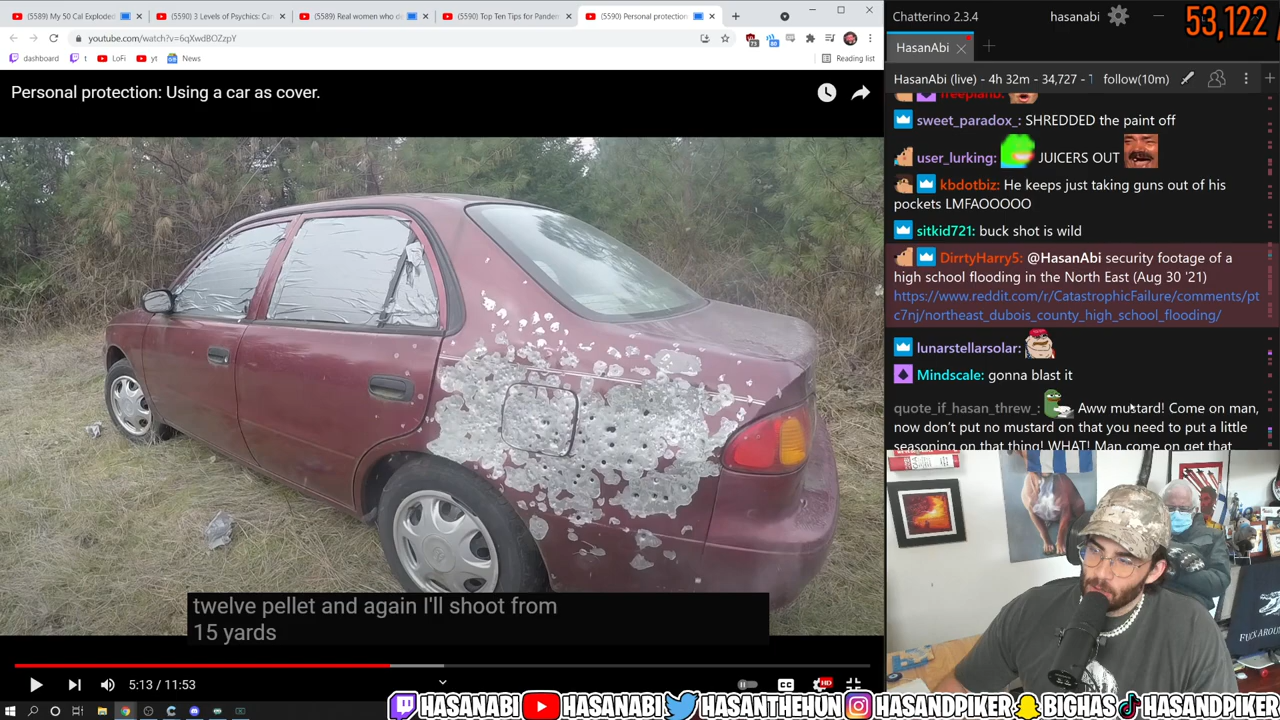 (5590) My 50 Cal Exploded
(5590) 3 Levels of Psychics: Car
(5589) Real women who de
(5590) Top Ten Tips for Pandem
(5590) Personal protection
youtube.com/watch?v=6qXwdBOZzpY
dashboard
t
LoFi
yt
News
Reading list
Personal protection: Using a car as cover.
twelve pellet and again I'll shoot from
15 yards
5:13 / 11:53
CC
HD
Chatterino 2.3.4
hasanabi
53,122
HasanAbi
HasanAbi (live) - 4h 32m - 34,727 -
follow(10m)
freeplanb:
sweet_paradox_: SHREDDED the paint off
user_lurking: JUICERS OUT
kbdotbiz: He keeps just taking guns out of his
pockets LMFAOOOOO
sitkid721: buck shot is wild
DirrtyHarry5: @HasanAbi security footage of a
high school flooding in the North East (Aug 30 '21)
https://www.reddit.com/r/CatastrophicFailure/comments/pt
c7nj/northeast_dubois_county_high_school_flooding/
lunarstellarsolar:
Mindscale: gonna blast it
quote_if_hasan_threw_: Aww mustard! Come on man,
now don't put no mustard on that you need to put a little
seasoning on that thing! WHAT! Man come on get that
HASANABI HASANABI HASANTHEHUN HASANDPIKER BIGHAS HASANDPIKER